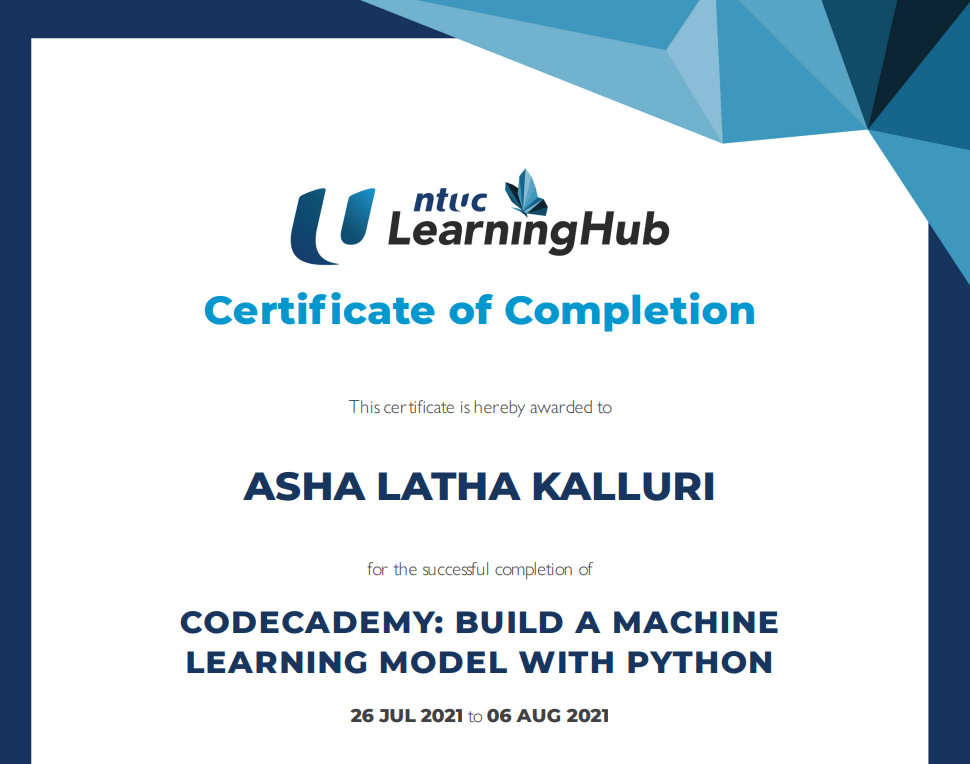 ntuc
LearningHub
Certificate of Completion
This certificate is hereby awarded to
ASHA LATHA KALLURI
for the successful completion of
CODECADEMY: BUILD A MACHINE
LEARNING MODEL WITH PYTHON
26 JUL 2021 to 06 AUG 2021